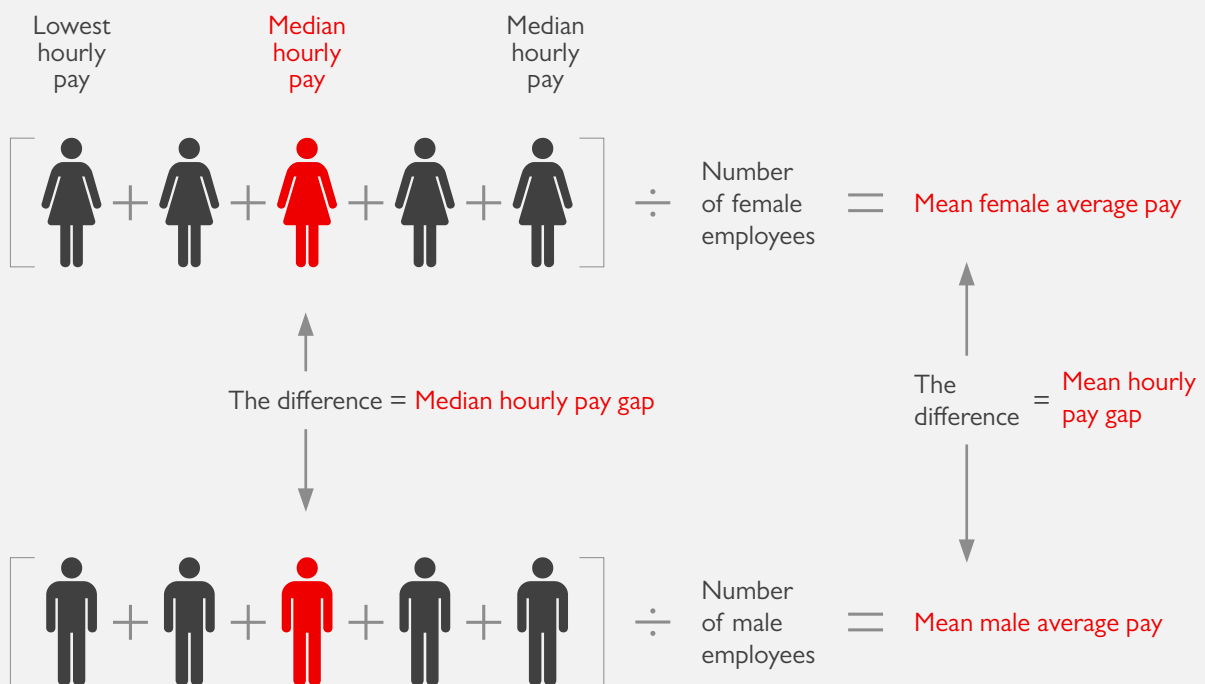 Lowest
hourly
pay
Median
hourly
pay
Median
hourly
pay
+ + + + ÷
Number
of female
employees
= Mean female average pay
The difference = Median hourly pay gap
The
difference
= Mean hourly
pay gap
+ + + + ÷
Number
of male
employees
= Mean male average pay